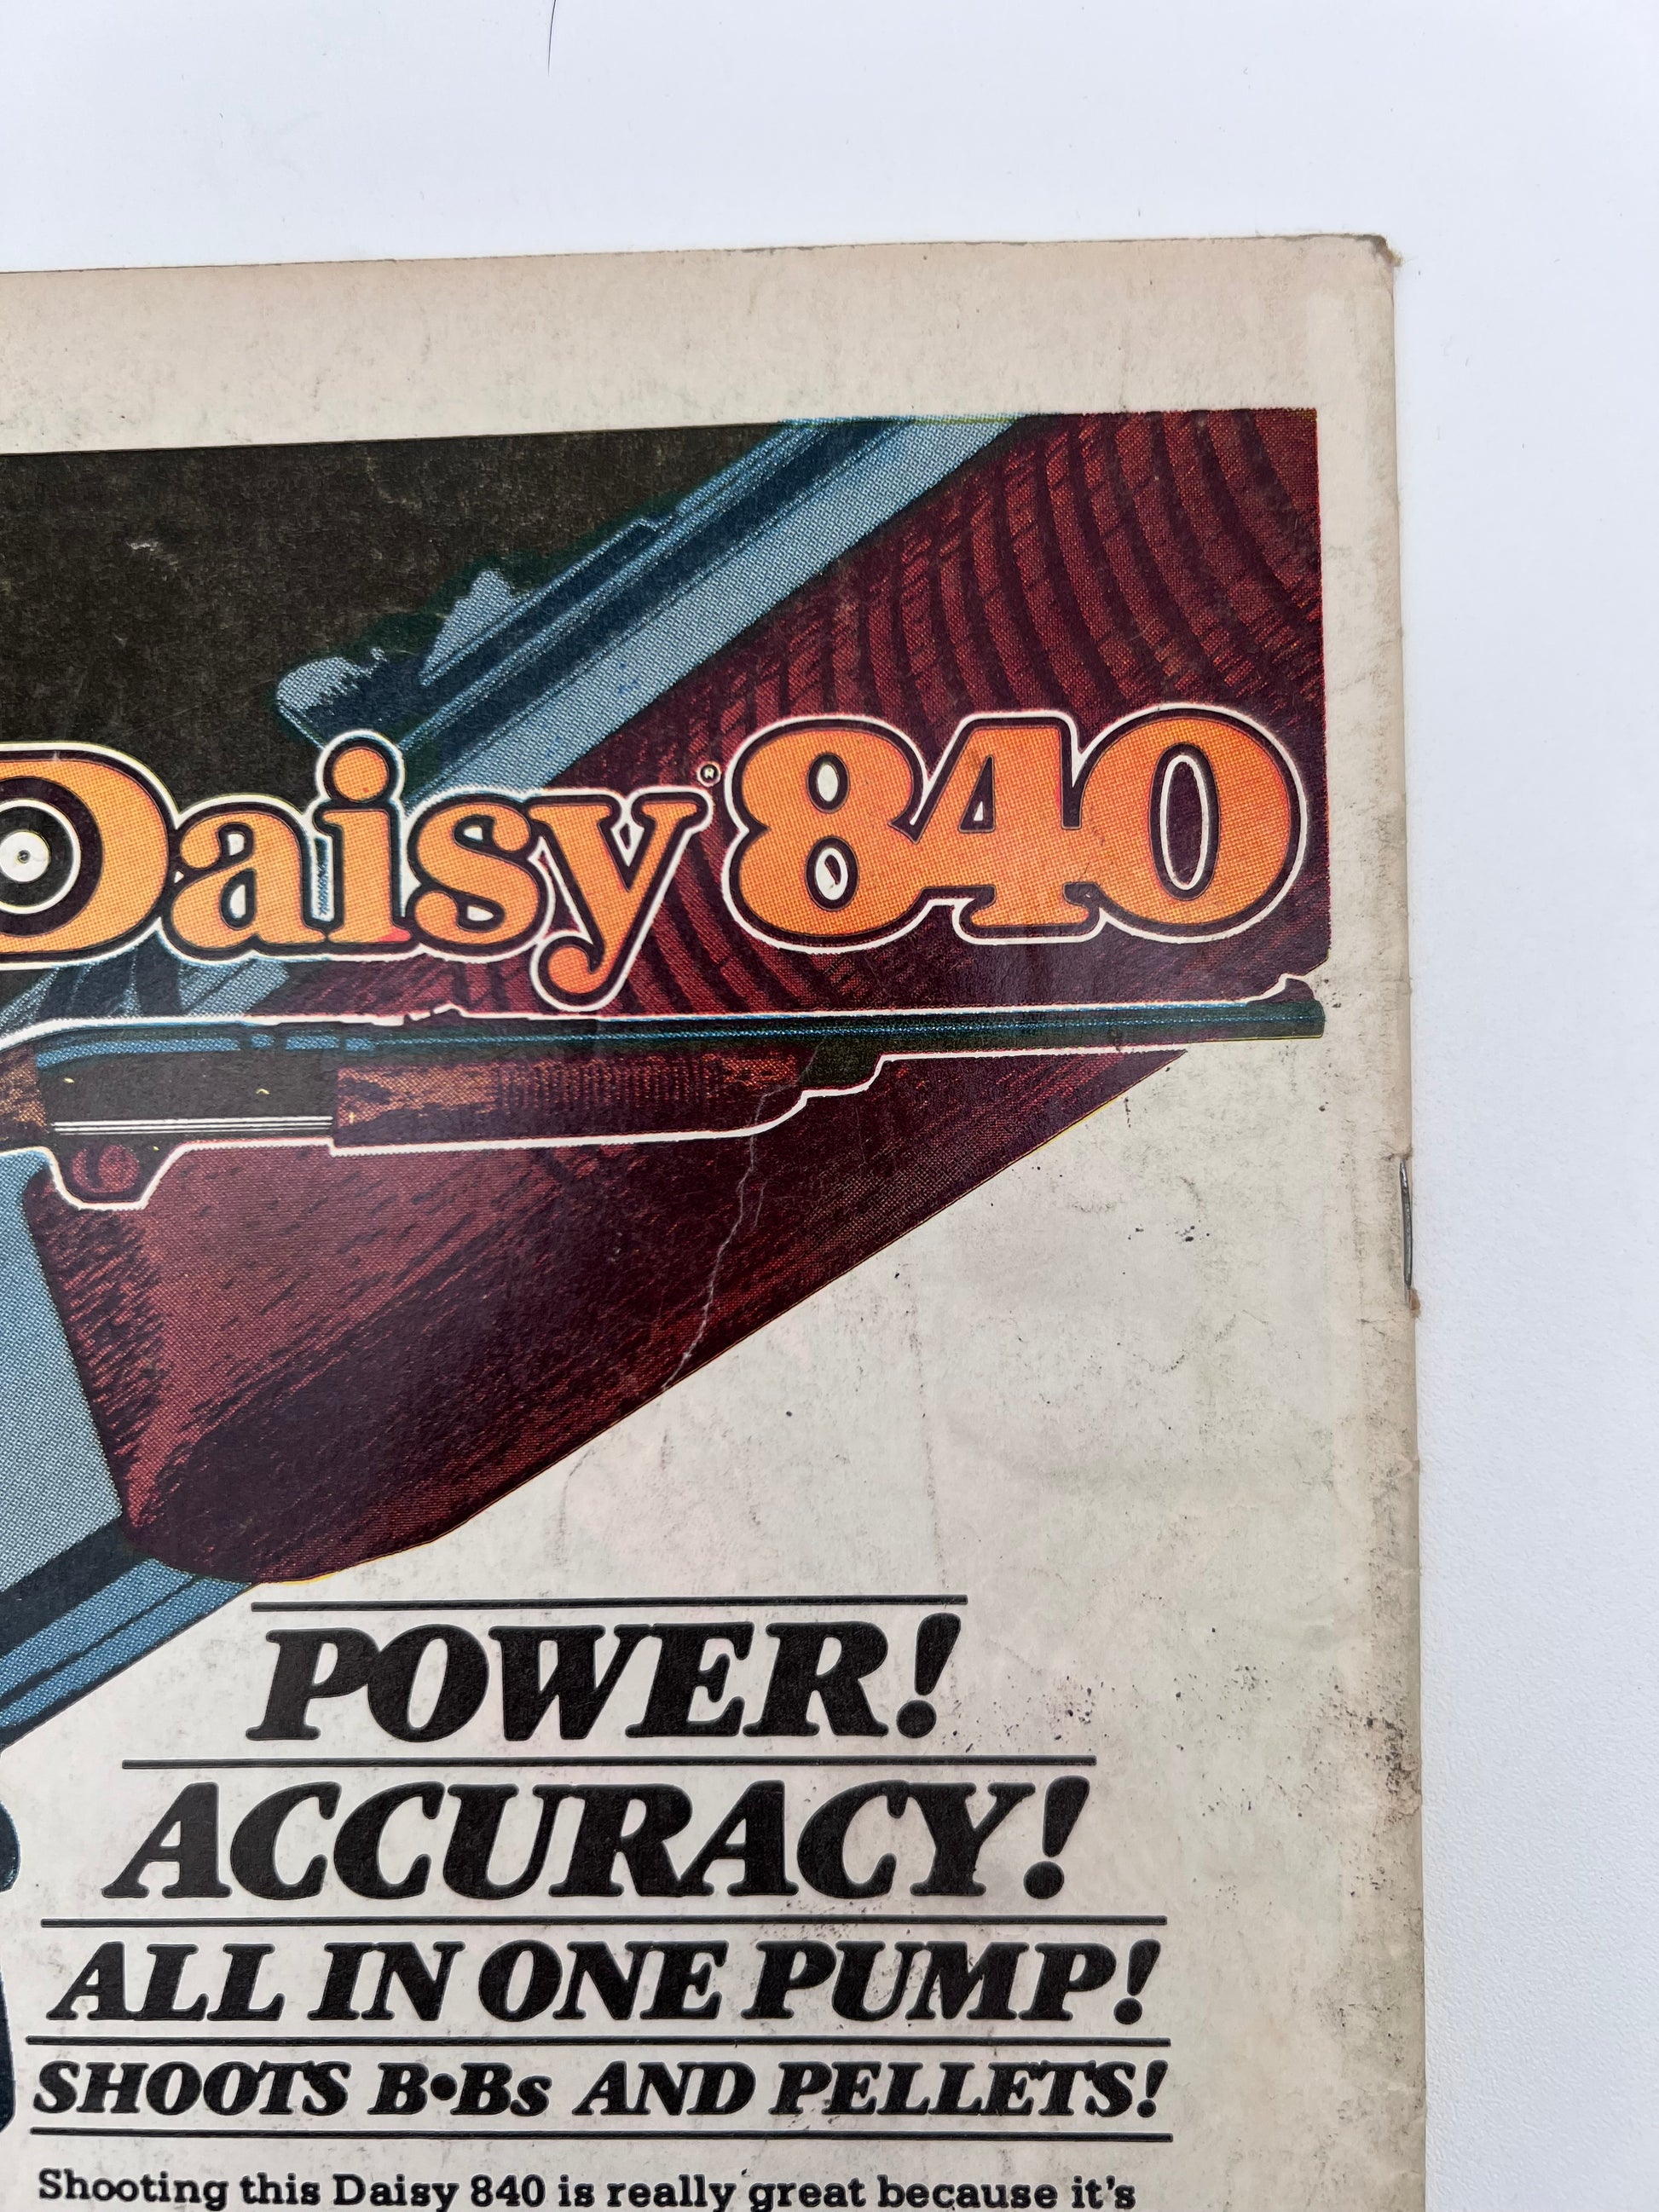 Daisy® 840
POWER!
ACCURACY!
ALL IN ONE PUMP!
SHOOTS B•Bs AND PELLETS!
Shooting this Daisy 840 is really great because it's